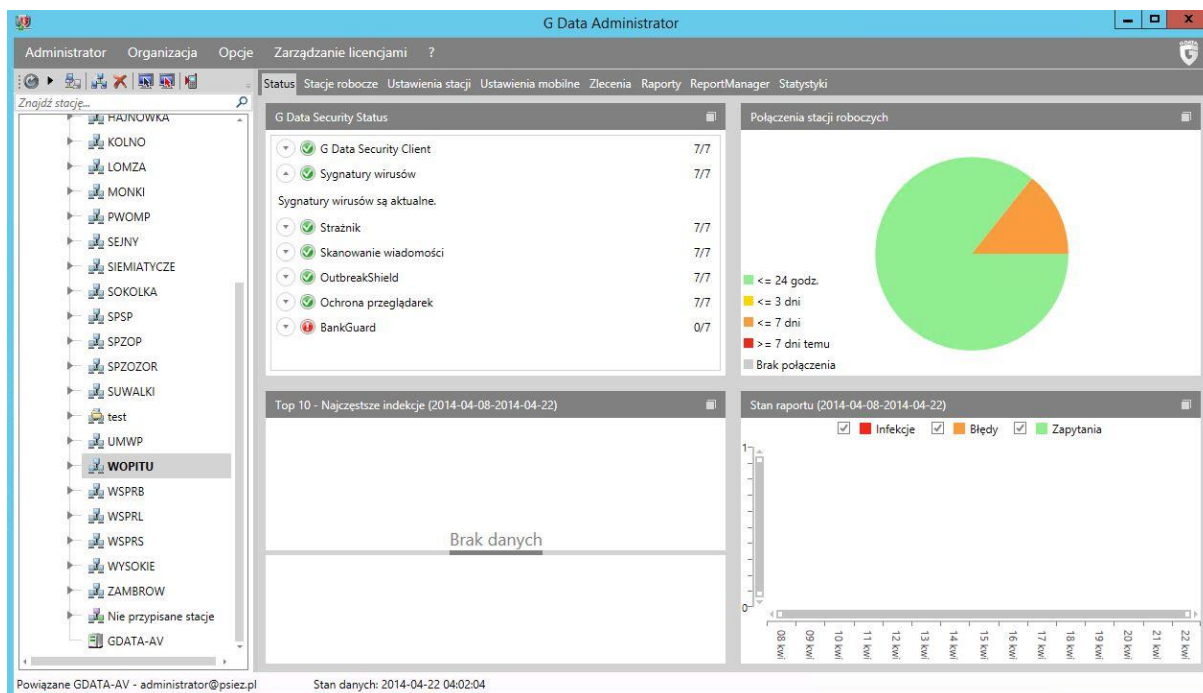 G Data Administrator
Administrator Organizacja Opcje Zarządzanie licencjami ?
G DATA
Znajdź stację...
HAJNOWKA
KOLNO
LOMZA
MONKI
PWOMP
SEJNY
SIEMIATYCZE
SOKOLKA
SPSP
SPZOP
SPZOZOR
SUWALKI
test
UMWP
WOPITU
WSPRB
WSPRL
WSPRS
WYSOKIE
ZAMBROW
Nie przypisane stacje
GDATA-AV
Status Stacje robocze Ustawienia stacji Ustawienia mobilne Zlecenia Raporty ReportManager Statystyki
G Data Security Status
G Data Security Client 7/7
Sygnatury wirusów 7/7
Sygnatury wirusów są aktualne.
Strażnik 7/7
Skanowanie wiadomości 7/7
OutbreakShield 7/7
Ochrona przeglądarek 7/7
BankGuard 0/7
Połączenia stacji roboczych
<= 24 godz.
<= 3 dni
<= 7 dni
>= 7 dni temu
Brak połączenia
Top 10 - Najczęstsze indekcje (2014-04-08-2014-04-22)
Brak danych
Stan raportu (2014-04-08-2014-04-22)
Infekcje Błędy Zapytania
1
0
08 kwi 09 kwi 10 kwi 11 kwi 12 kwi 13 kwi 14 kwi 15 kwi 16 kwi 17 kwi 18 kwi 19 kwi 20 kwi 21 kwi 22 kwi
Powiązane GDATA-AV - administrator@psiez.pl Stan danych: 2014-04-22 04:02:04